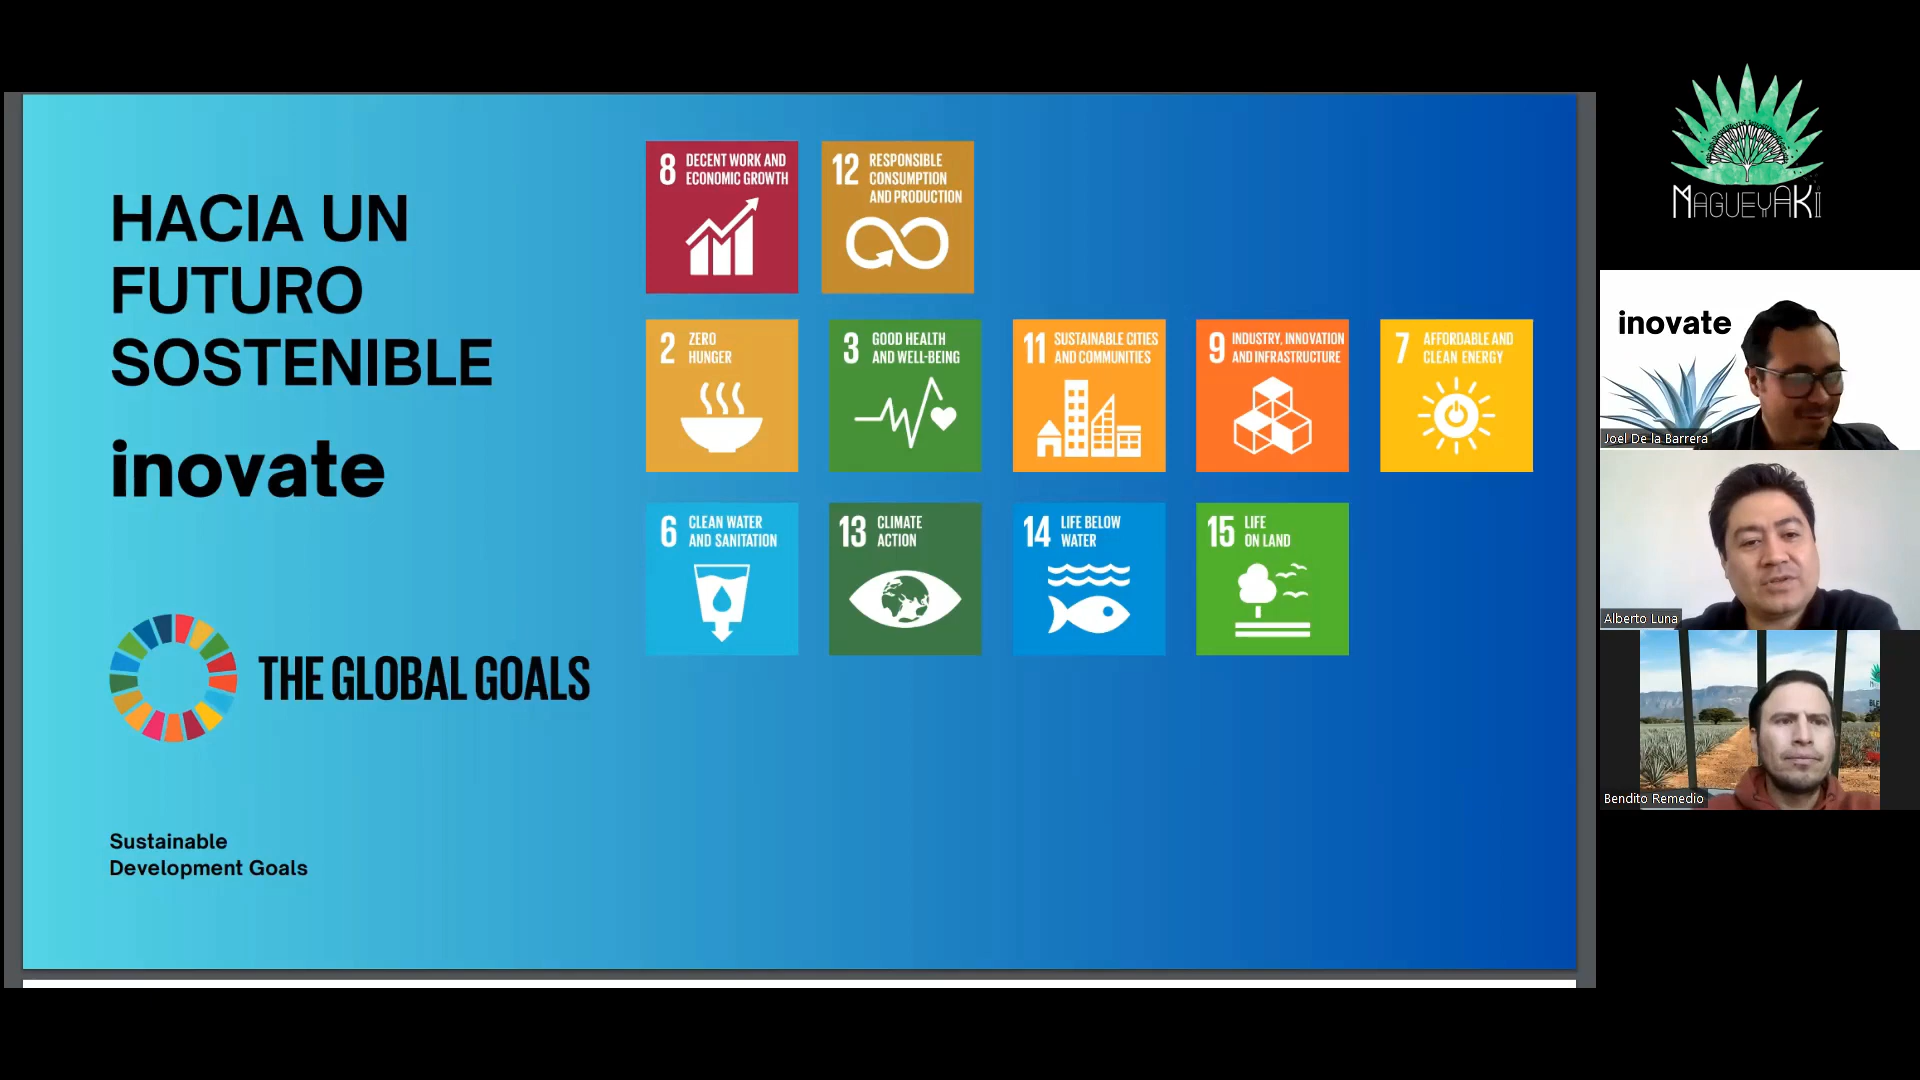 HACIA UN
FUTURO
SOSTENIBLE
inovate
THE GLOBAL GOALS
Sustainable
Development Goals
8 DECENT WORK AND
ECONOMIC GROWTH
12 RESPONSIBLE
CONSUMPTION
AND PRODUCTION
2 ZERO
HUNGER
3 GOOD HEALTH
AND WELL-BEING
11 SUSTAINABLE CITIES
AND COMMUNITIES
9 INDUSTRY, INNOVATION
AND INFRASTRUCTURE
7 AFFORDABLE AND
CLEAN ENERGY
6 CLEAN WATER
AND SANITATION
13 CLIMATE
ACTION
14 LIFE BELOW
WATER
15 LIFE
ON LAND
MAGUEYAKI
inovate
Joel De la Barrera
Alberto Luna
Bendito Remedio